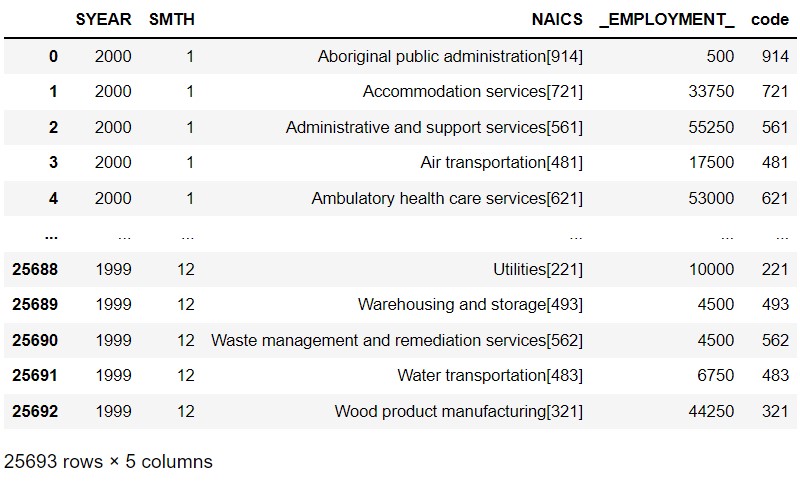 SYEAR SMTH NAICS _EMPLOYMENT_ code
0 2000 1 Aboriginal public administration[914] 500 914
1 2000 1 Accommodation services[721] 33750 721
2 2000 1 Administrative and support services[561] 55250 561
3 2000 1 Air transportation[481] 17500 481
4 2000 1 Ambulatory health care services[621] 53000 621
... ... ... ... ... ...
25688 1999 12 Utilities[221] 10000 221
25689 1999 12 Warehousing and storage[493] 4500 493
25690 1999 12 Waste management and remediation services[562] 4500 562
25691 1999 12 Water transportation[483] 6750 483
25692 1999 12 Wood product manufacturing[321] 44250 321
25693 rows × 5 columns